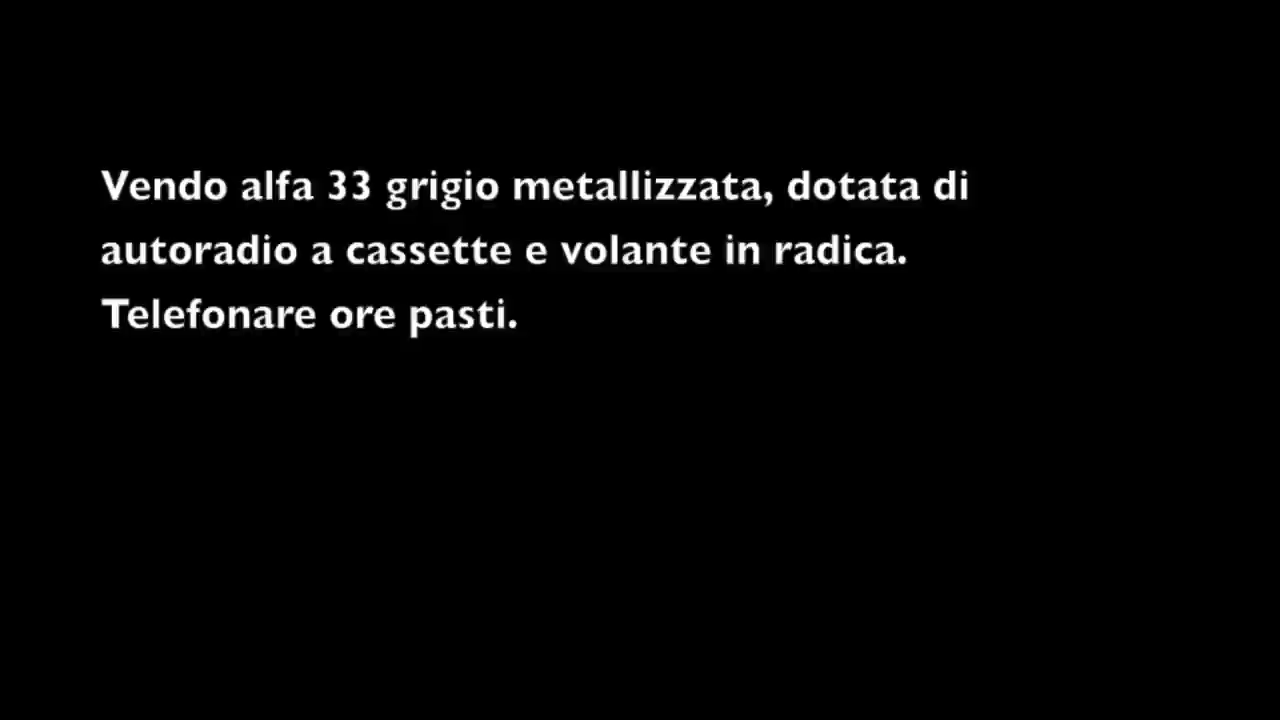 Vendo alfa 33 grigio metallizzata, dotata di
autoradio a cassette e volante in radica.
Telefonare ore pasti.